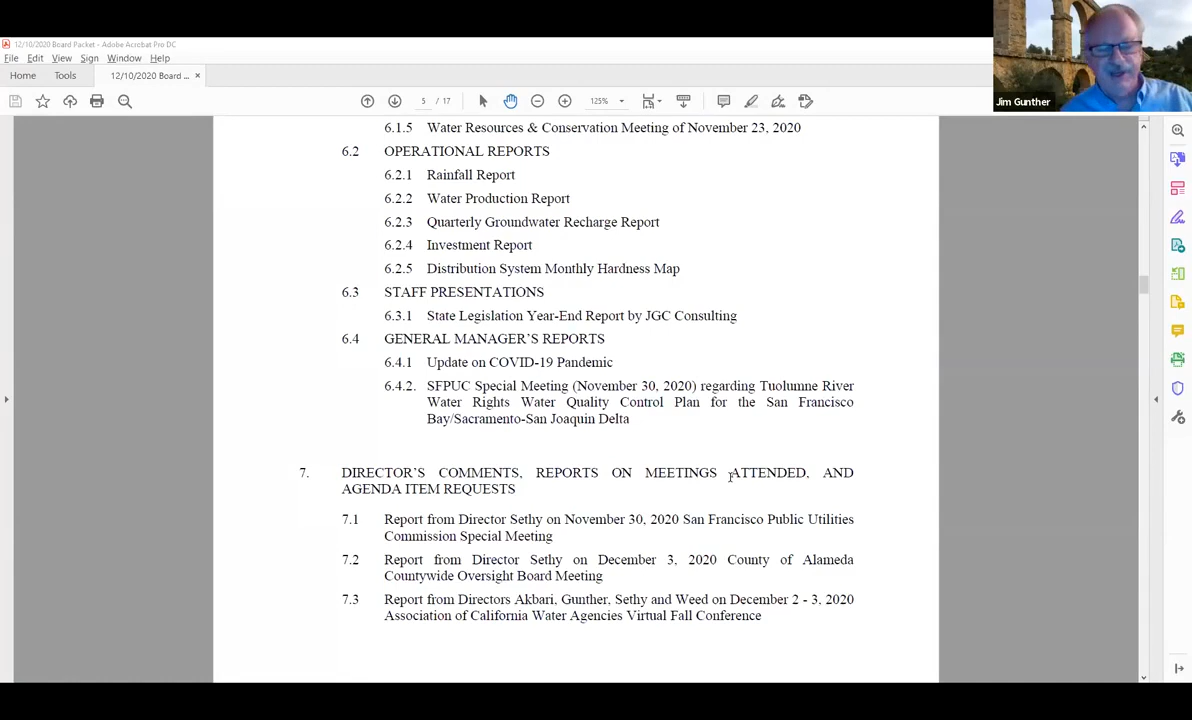 12/10/2020 Board Packet - Adobe Acrobat Pro DC
File Edit View Sign Window Help
Home Tools 12/10/2020 Board ... ×
5 / 17 125%
Jim Gunther
6.1.5 Water Resources & Conservation Meeting of November 23, 2020
6.2 OPERATIONAL REPORTS
6.2.1 Rainfall Report
6.2.2 Water Production Report
6.2.3 Quarterly Groundwater Recharge Report
6.2.4 Investment Report
6.2.5 Distribution System Monthly Hardness Map
6.3 STAFF PRESENTATIONS
6.3.1 State Legislation Year-End Report by JGC Consulting
6.4 GENERAL MANAGER'S REPORTS
6.4.1 Update on COVID-19 Pandemic
6.4.2. SFPUC Special Meeting (November 30, 2020) regarding Tuolumne River
Water Rights Water Quality Control Plan for the San Francisco
Bay/Sacramento-San Joaquin Delta
7. DIRECTOR'S COMMENTS, REPORTS ON MEETINGS ATTENDED, AND
AGENDA ITEM REQUESTS
7.1 Report from Director Sethy on November 30, 2020 San Francisco Public Utilities
Commission Special Meeting
7.2 Report from Director Sethy on December 3, 2020 County of Alameda
Countywide Oversight Board Meeting
7.3 Report from Directors Akbari, Gunther, Sethy and Weed on December 2 - 3, 2020
Association of California Water Agencies Virtual Fall Conference